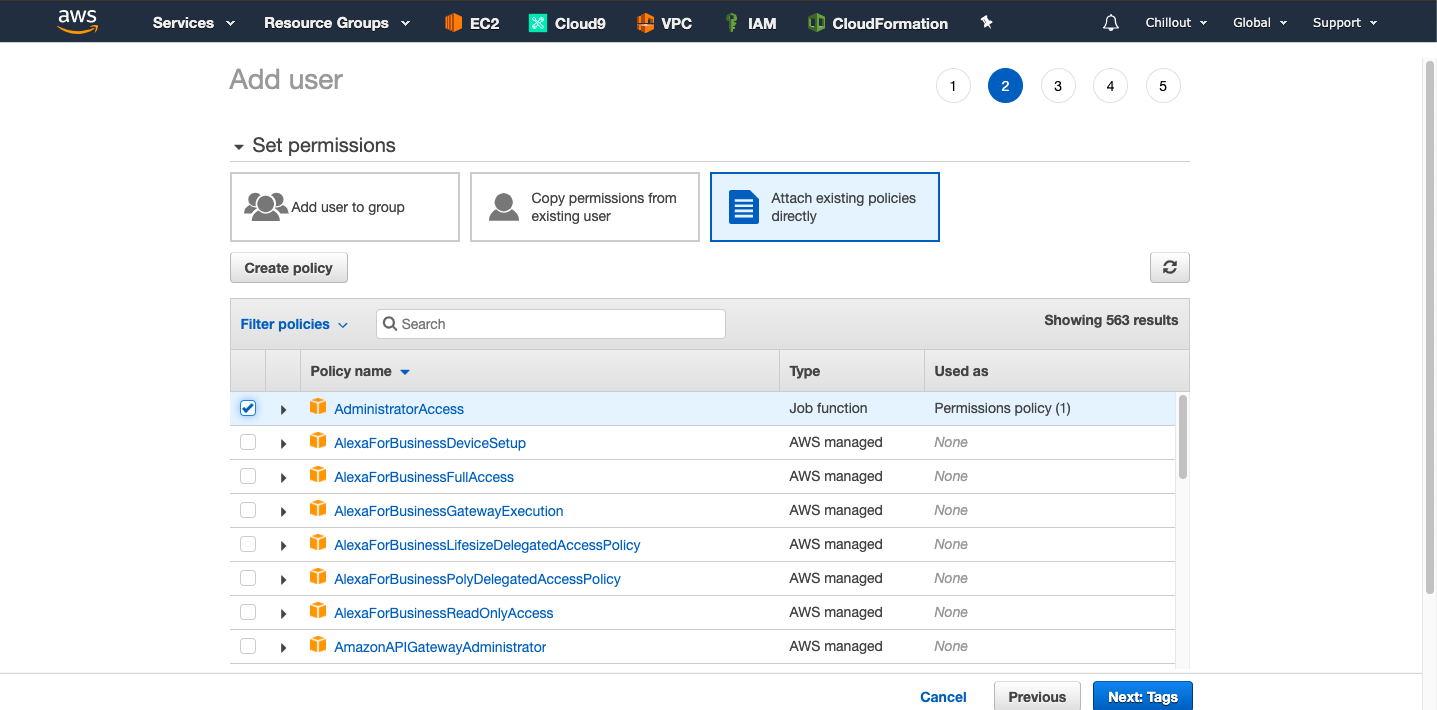 aws Services Resource Groups EC2 Cloud9 VPC IAM CloudFormation Chillout Global Support
Add user
1 2 3 4 5
Set permissions
Add user to group
Copy permissions from
existing user
Attach existing policies
directly
Create policy
Filter policies Search Showing 563 results
Policy name Type Used as
AdministratorAccess Job function Permissions policy (1)
AlexaForBusinessDeviceSetup AWS managed None
AlexaForBusinessFullAccess AWS managed None
AlexaForBusinessGatewayExecution AWS managed None
AlexaForBusinessLifesizeDelegatedAccessPolicy AWS managed None
AlexaForBusinessPolyDelegatedAccessPolicy AWS managed None
AlexaForBusinessReadOnlyAccess AWS managed None
AmazonAPIGatewayAdministrator AWS managed None
Cancel Previous Next: Tags